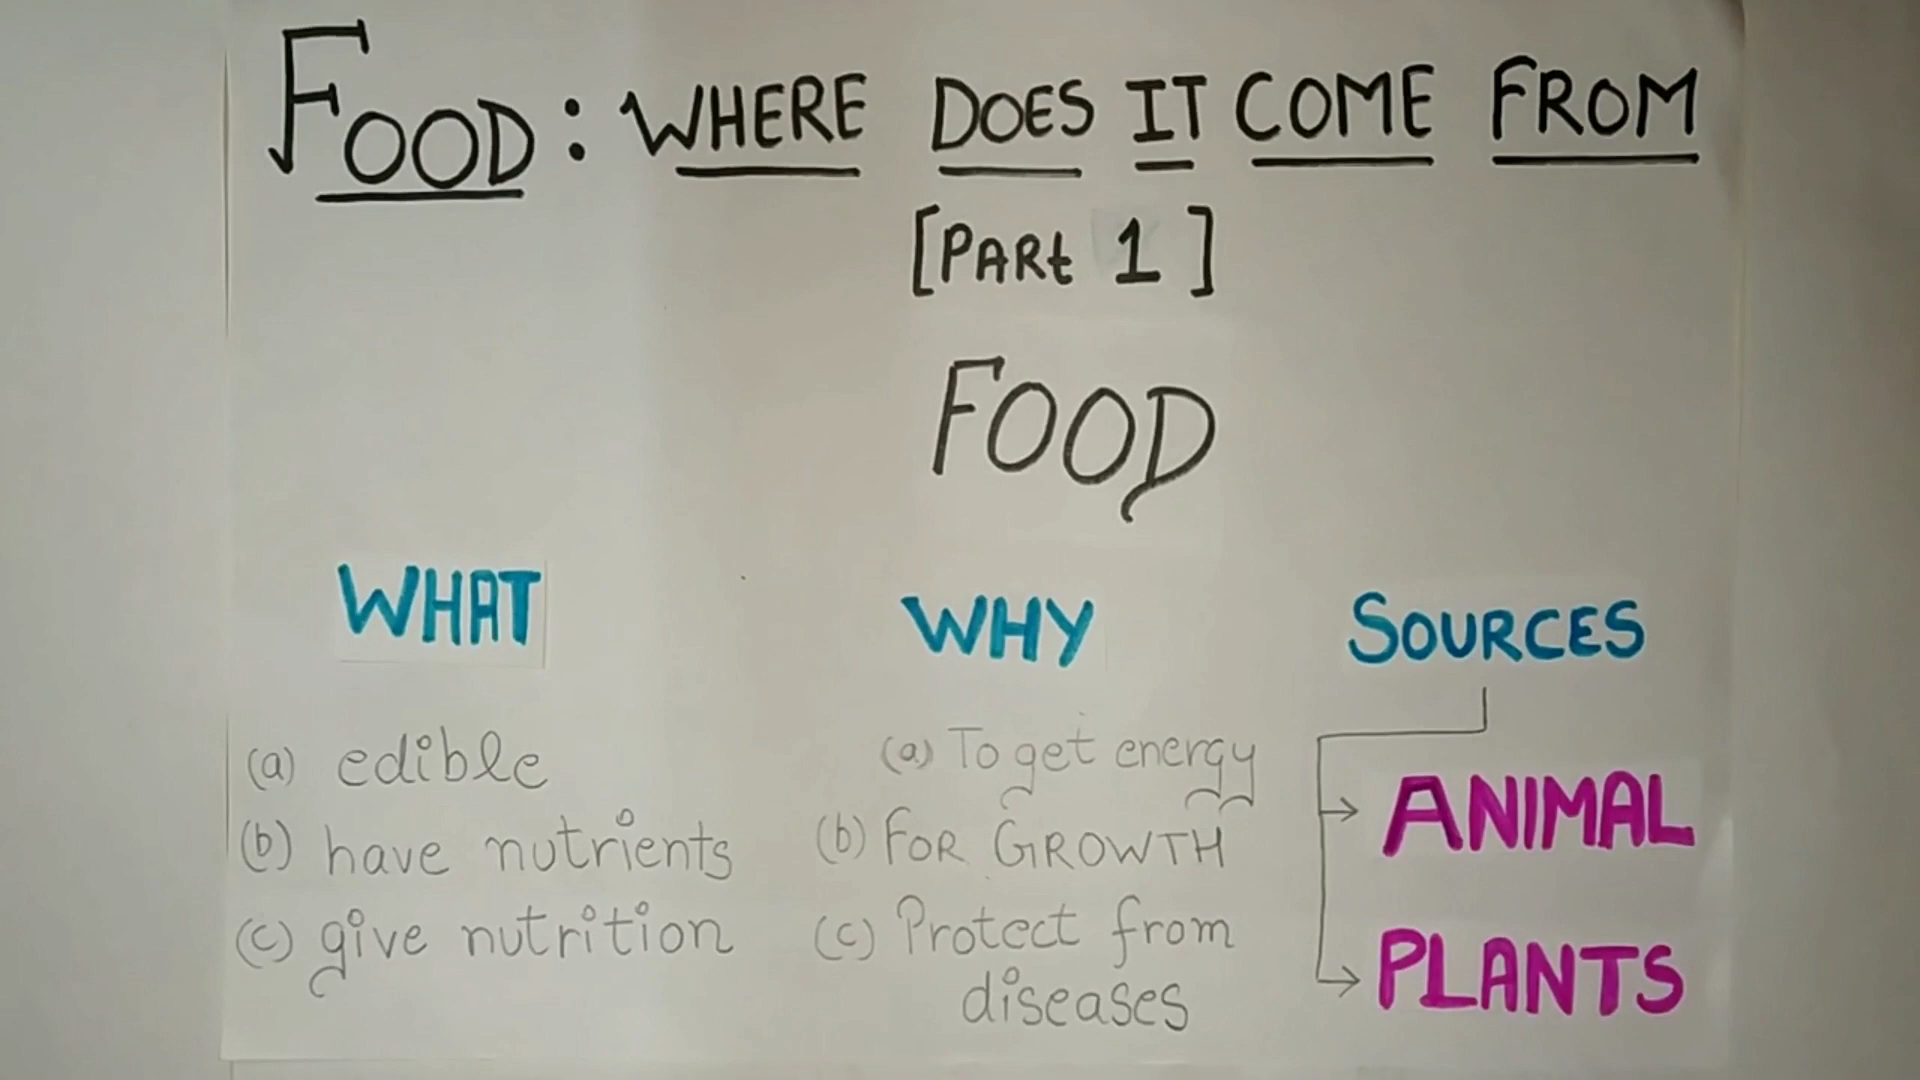 FOOD: WHERE DOES IT COME FROM
[PARt 1]
FOOD
WHAT
(a) edible
(b) have nutrients
(c) give nutrition
WHY
(a) To get energy
(b) FOR GROWTH
(c) Protect from
diseases
SOURCES
ANIMAL
PLANTS